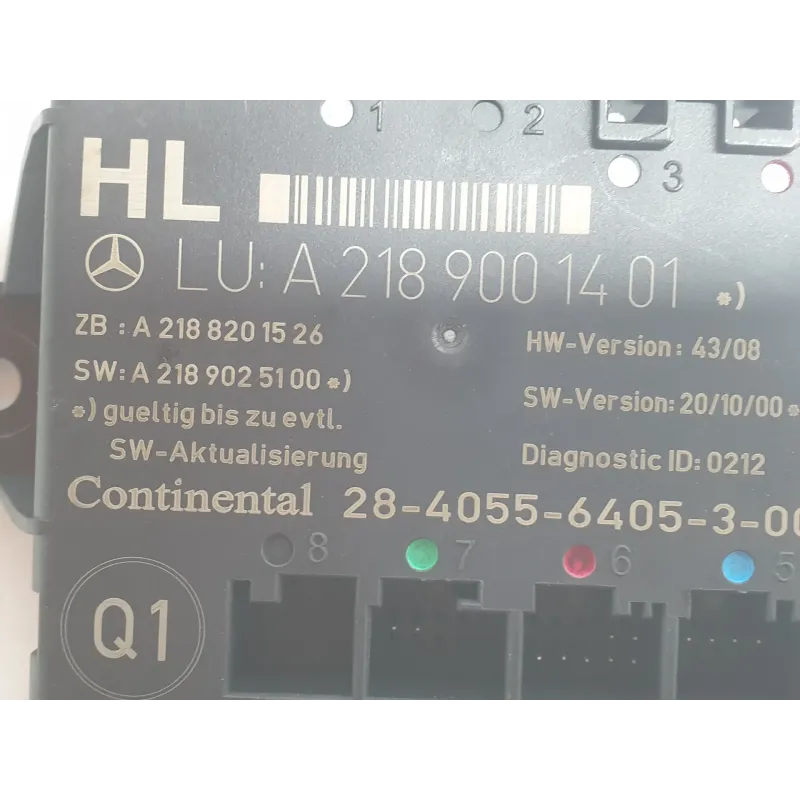 1
2
3
HL
LU: A 218 900 14 01 *)
ZB : A 218 820 15 26
HW-Version: 43/08
SW: A 218 902 51 00 *)
SW-Version: 20/10/00 *
*) gueltig bis zu evtl.
SW-Aktualisierung
Diagnostic ID: 0212
Continental 28-4055-6405-3-00
8
7
6
5
Q1